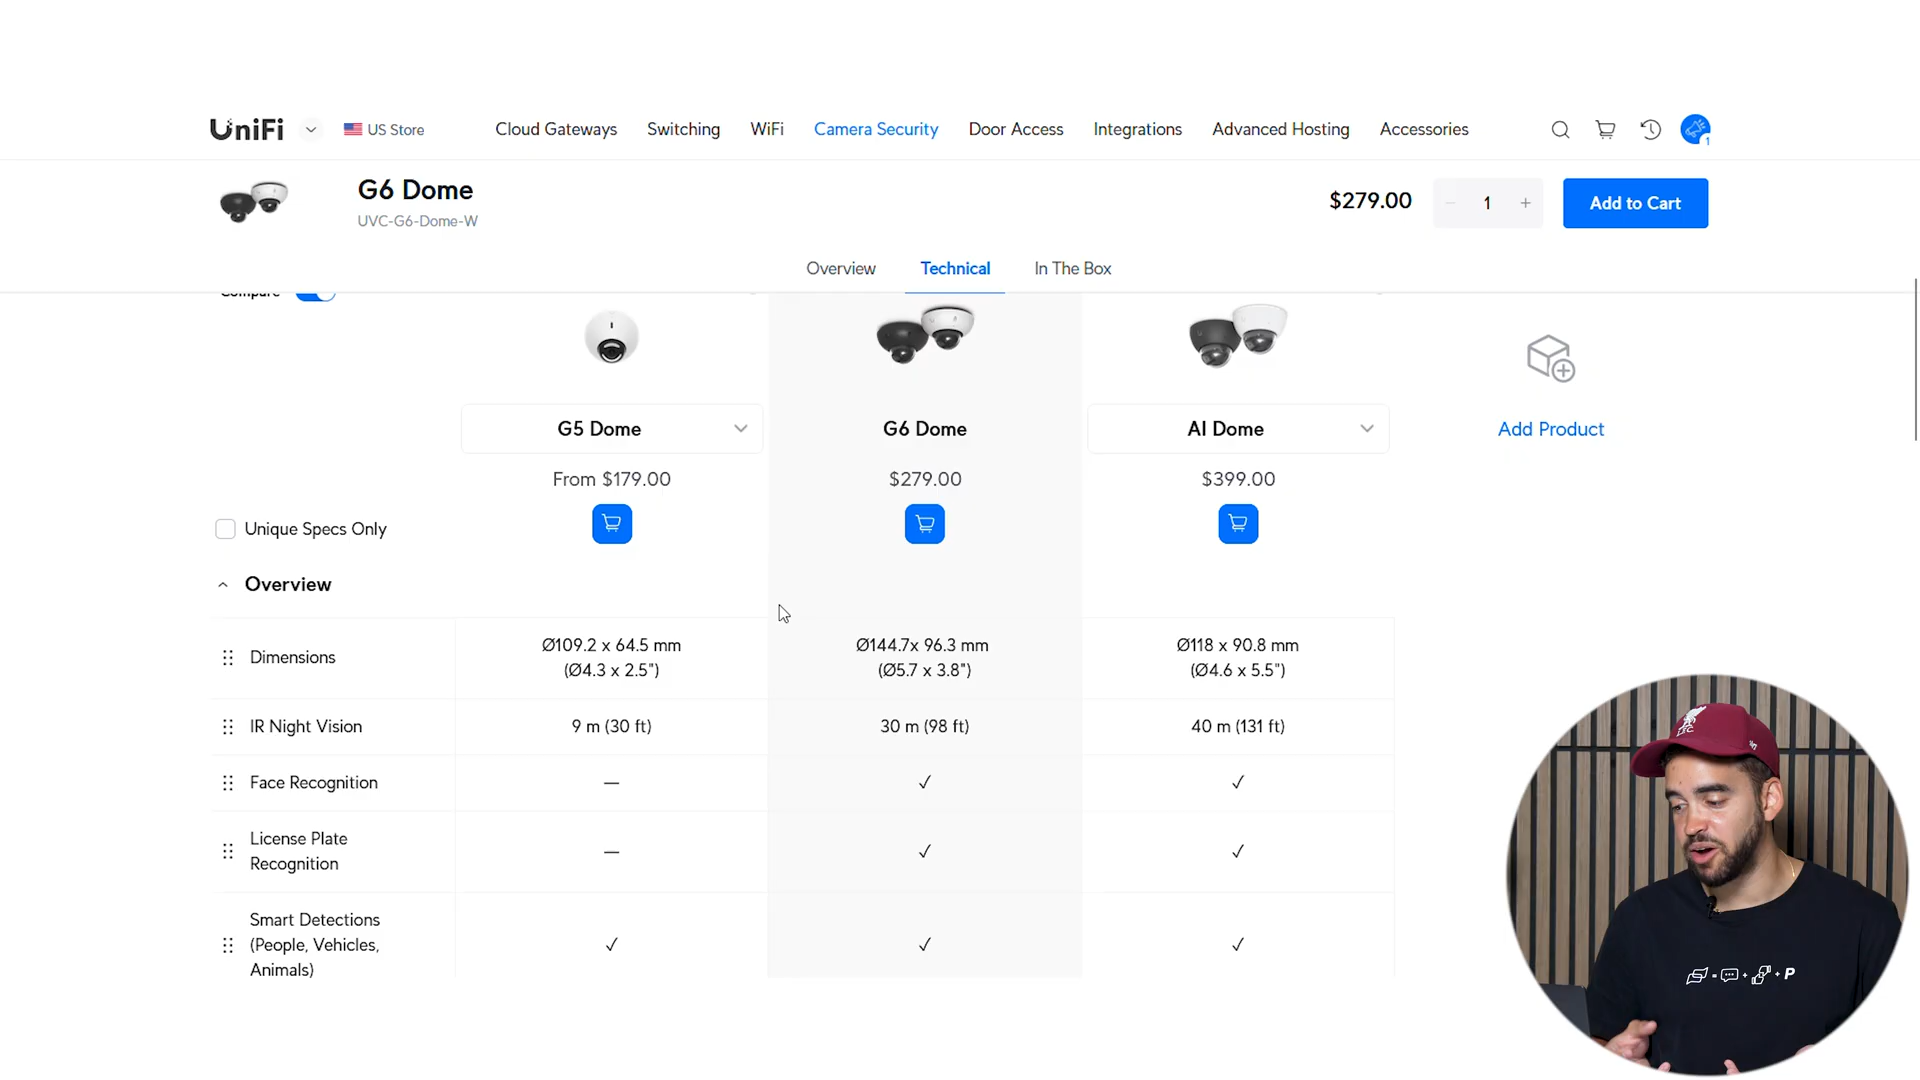 UniFi
US Store
Cloud Gateways
Switching
WiFi
Camera Security
Door Access
Integrations
Advanced Hosting
Accessories
1
G6 Dome
UVC-G6-Dome-W
$279.00
− 1 +
Add to Cart
Overview
Technical
In The Box
Compare
G5 Dome
G6 Dome
AI Dome
Add Product
From $179.00
$279.00
$399.00
Unique Specs Only
Overview
Dimensions
Ø109.2 x 64.5 mm
(Ø4.3 x 2.5")
Ø144.7x 96.3 mm
(Ø5.7 x 3.8")
Ø118 x 90.8 mm
(Ø4.6 x 5.5")
IR Night Vision
9 m (30 ft)
30 m (98 ft)
40 m (131 ft)
Face Recognition
— ✓ ✓
License Plate
Recognition
— ✓ ✓
Smart Detections
(People, Vehicles,
Animals)
✓ ✓ ✓
LFC
47
P